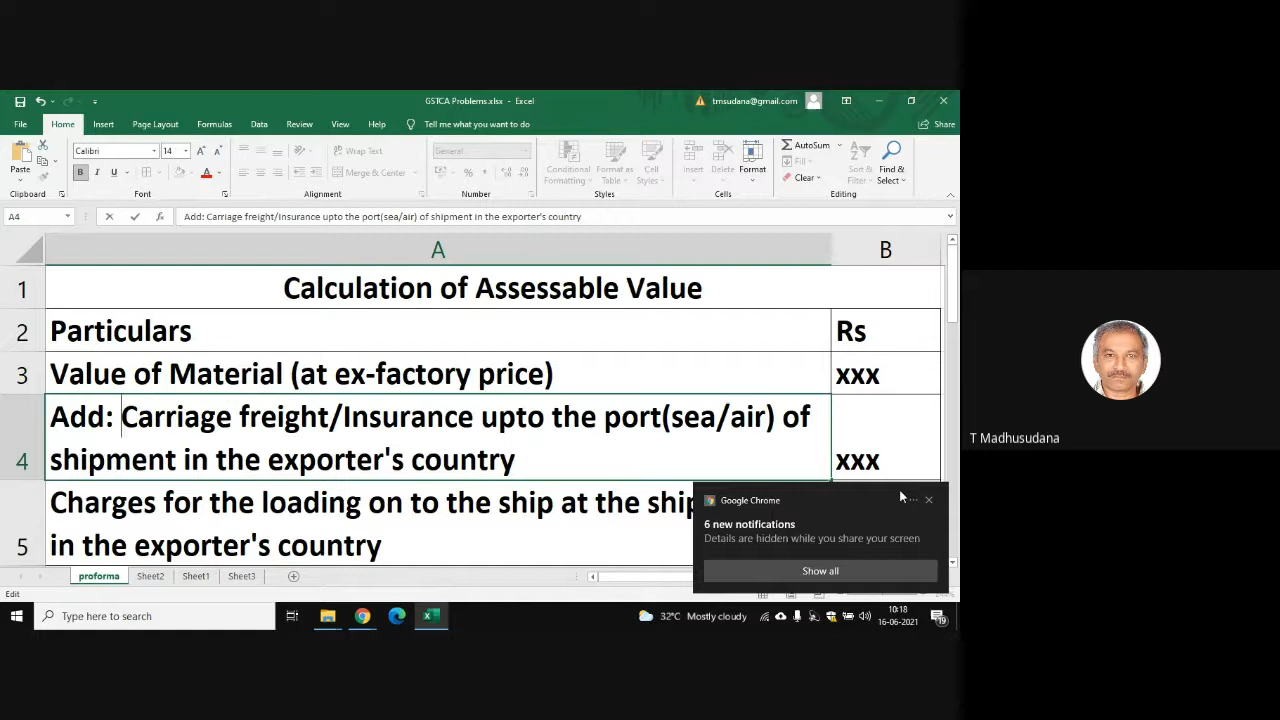 GSTCA Problems.xlsx - Excel
tmsudana@gmail.com
File Home Insert Page Layout Formulas Data Review View Help Tell me what you want to do Share
Calibri 14 A A Wrap Text General AutoSum
Paste B I U A Merge & Center % Conditional Formatting Format as Table Cell Styles Insert Delete Format Fill Clear Sort & Filter Find & Select
Clipboard Font Alignment Number Styles Cells Editing
A4 fx Add: Carriage freight/Insurance upto the port(sea/air) of shipment in the exporter's country
A B
1 Calculation of Assessable Value
2 Particulars Rs
3 Value of Material (at ex-factory price) xxx
Add: Carriage freight/Insurance upto the port(sea/air) of
4 shipment in the exporter's country xxx
Charges for the loading on to the ship at the ship
5 in the exporter's country
Google Chrome
6 new notifications
Details are hidden while you share your screen
Show all
proforma Sheet2 Sheet1 Sheet3
Edit
Type here to search
32°C Mostly cloudy
10:18
16-06-2021
19
T Madhusudana